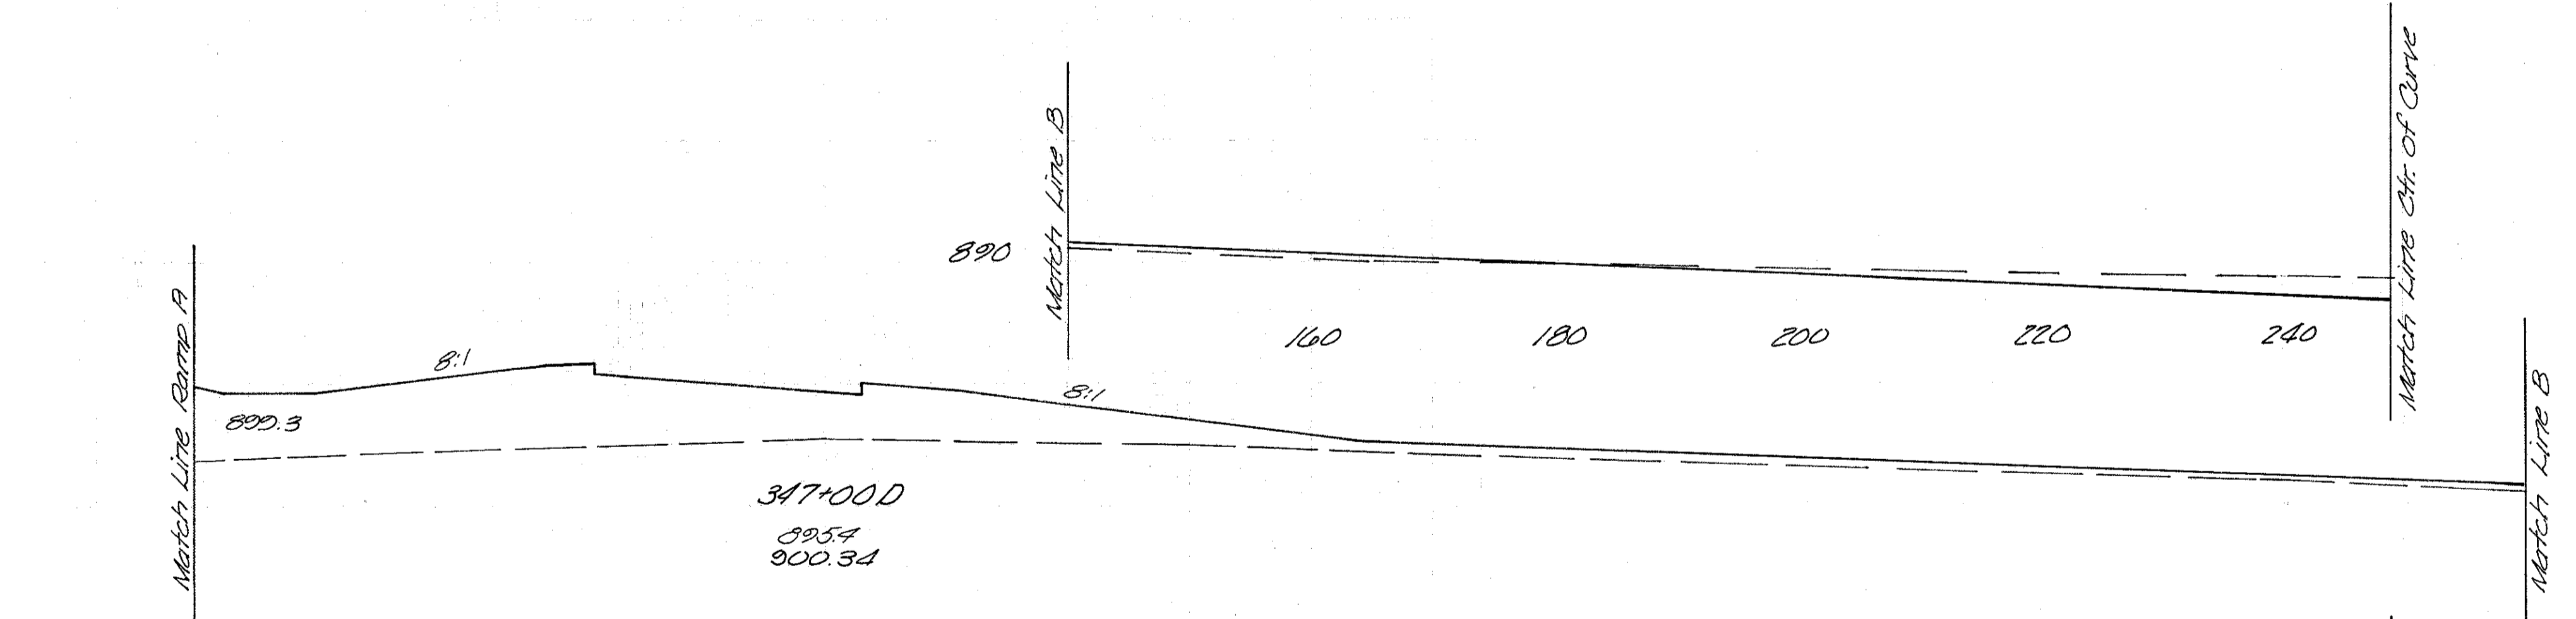 Match Line B
Match Line Ctr. Of Curve
890
160 180 200 220 240
Match Line Ramp A
8:1
8:1
899.3
Match Line B
347+00D
895.4
900.34